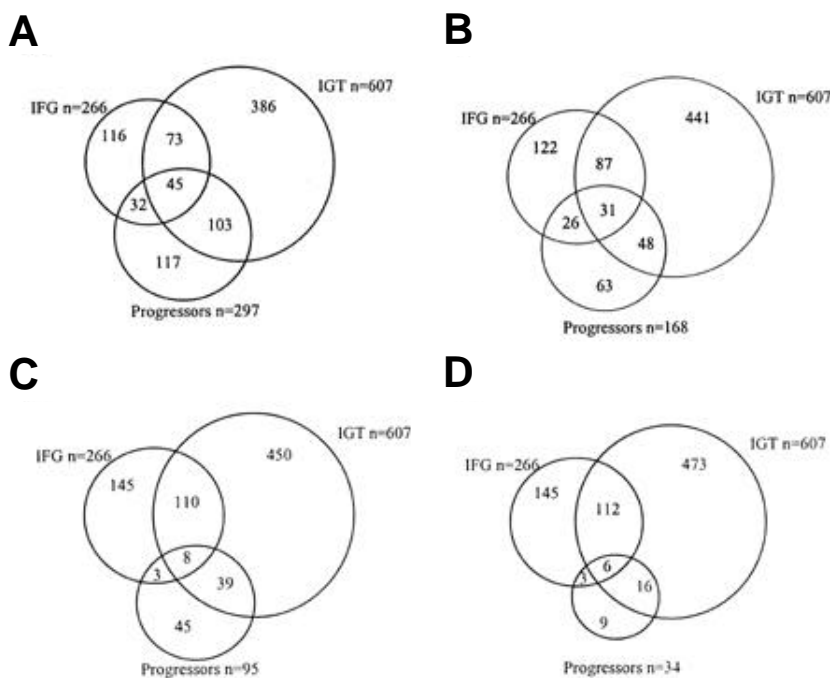 A
IGT n=607
IFG n=266
386
116
73
45
32
103
117
Progressors n=297
B
IGT n=607
IFG n=266
441
122
87
31
26
48
63
Progressors n=168
C
IGT n=607
IFG n=266
450
145
110
8
3
39
45
Progressors n=95
D
IGT n=607
IFG n=266
473
145
112
6
3
16
9
Progressors n=34